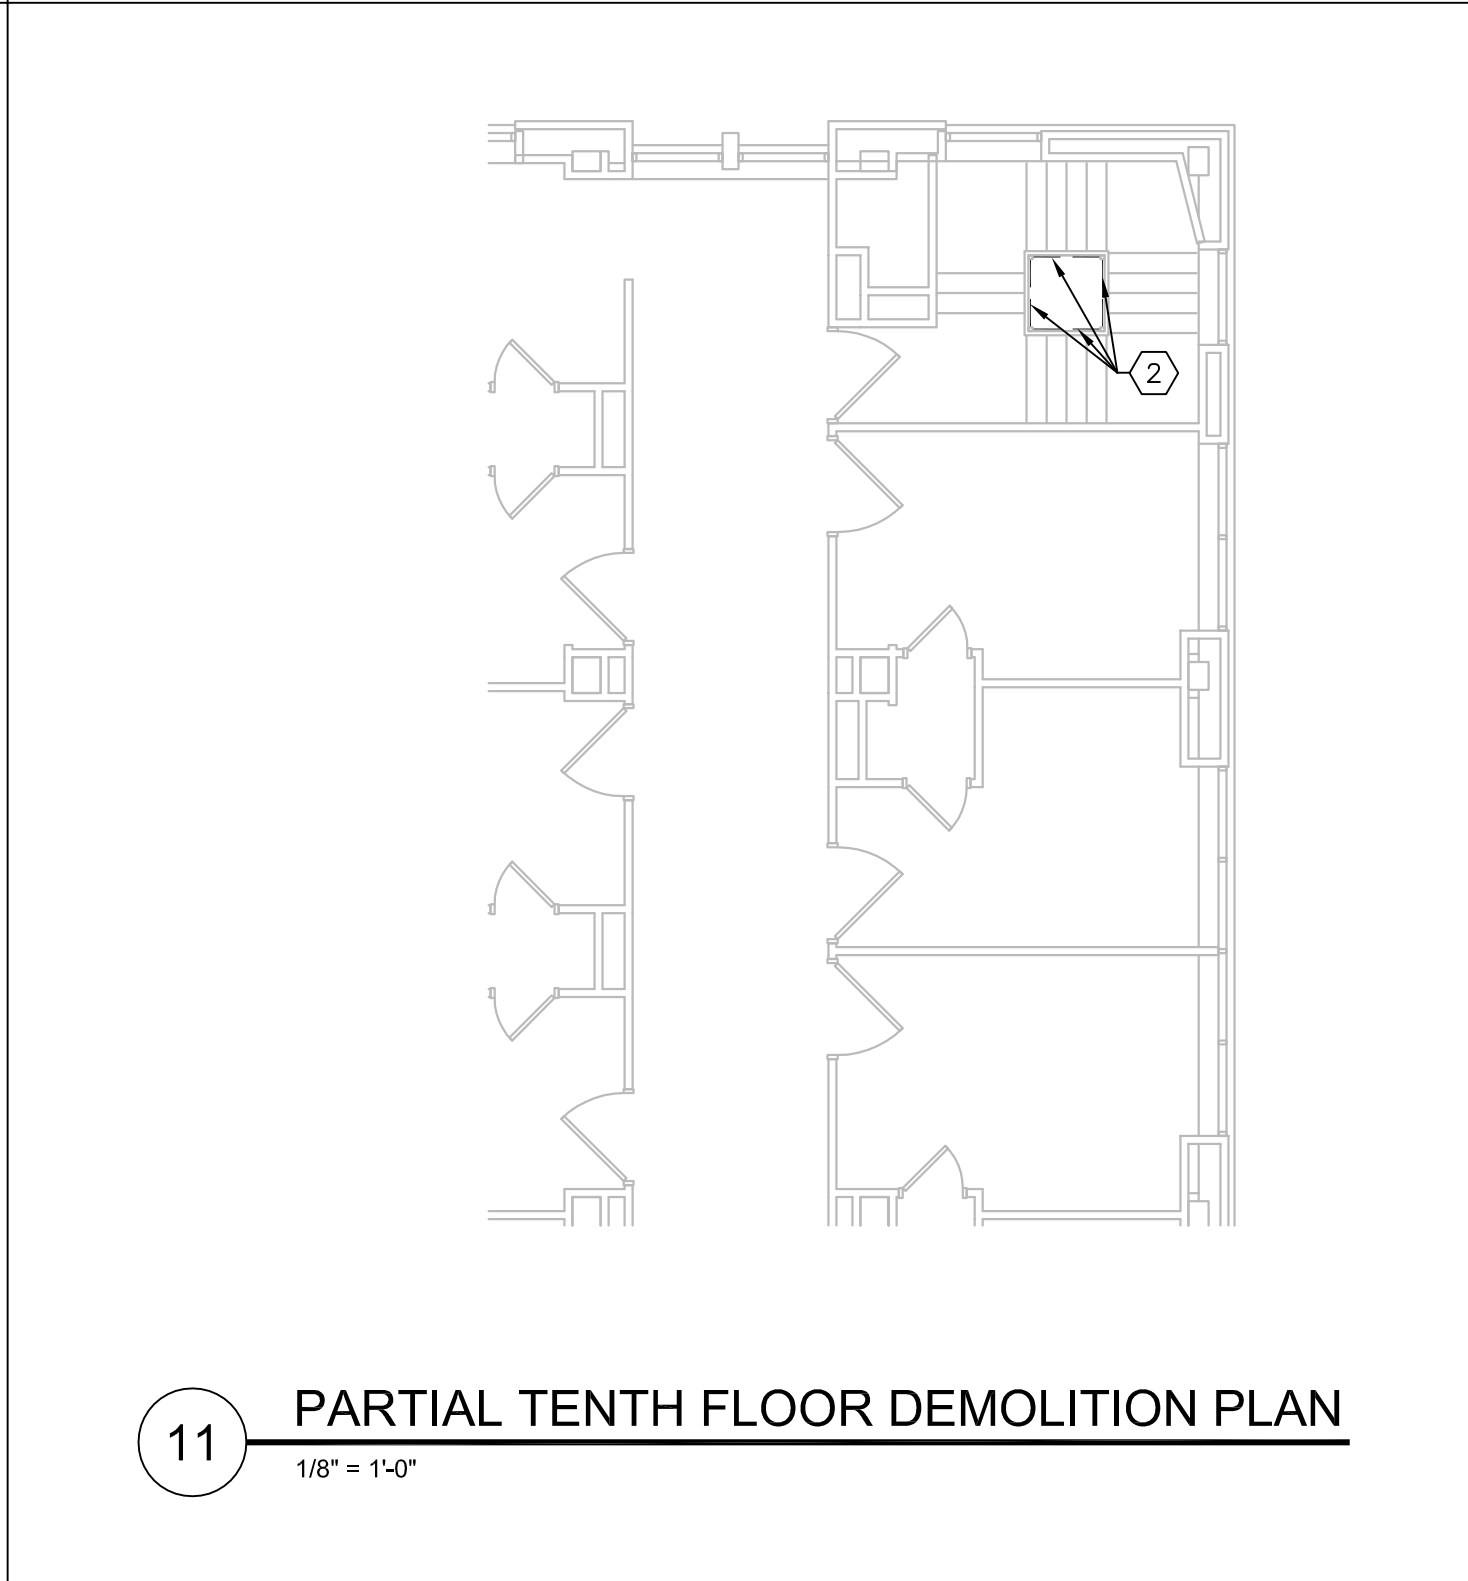 2
11
PARTIAL TENTH FLOOR DEMOLITION PLAN
1/8" = 1'-0"